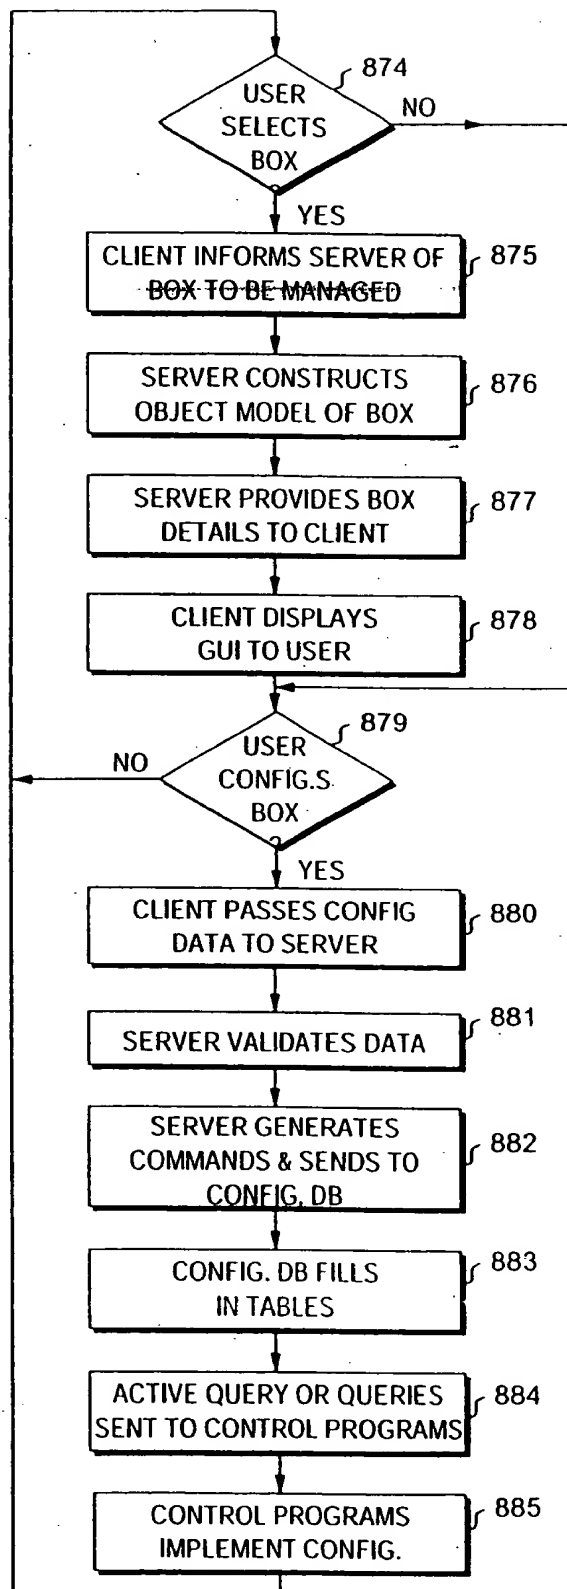 874
USER
SELECTS
BOX
?
NO
YES
CLIENT INFORMS SERVER OF
BOX TO BE MANAGED
875
SERVER CONSTRUCTS
OBJECT MODEL OF BOX
876
SERVER PROVIDES BOX
DETAILS TO CLIENT
877
CLIENT DISPLAYS
GUI TO USER
878
879
USER
CONFIG.S
BOX
?
NO
YES
CLIENT PASSES CONFIG
DATA TO SERVER
880
SERVER VALIDATES DATA
881
SERVER GENERATES
COMMANDS & SENDS TO
CONFIG. DB
882
CONFIG. DB FILLS
IN TABLES
883
ACTIVE QUERY OR QUERIES
SENT TO CONTROL PROGRAMS
884
CONTROL PROGRAMS
IMPLEMENT CONFIG.
885